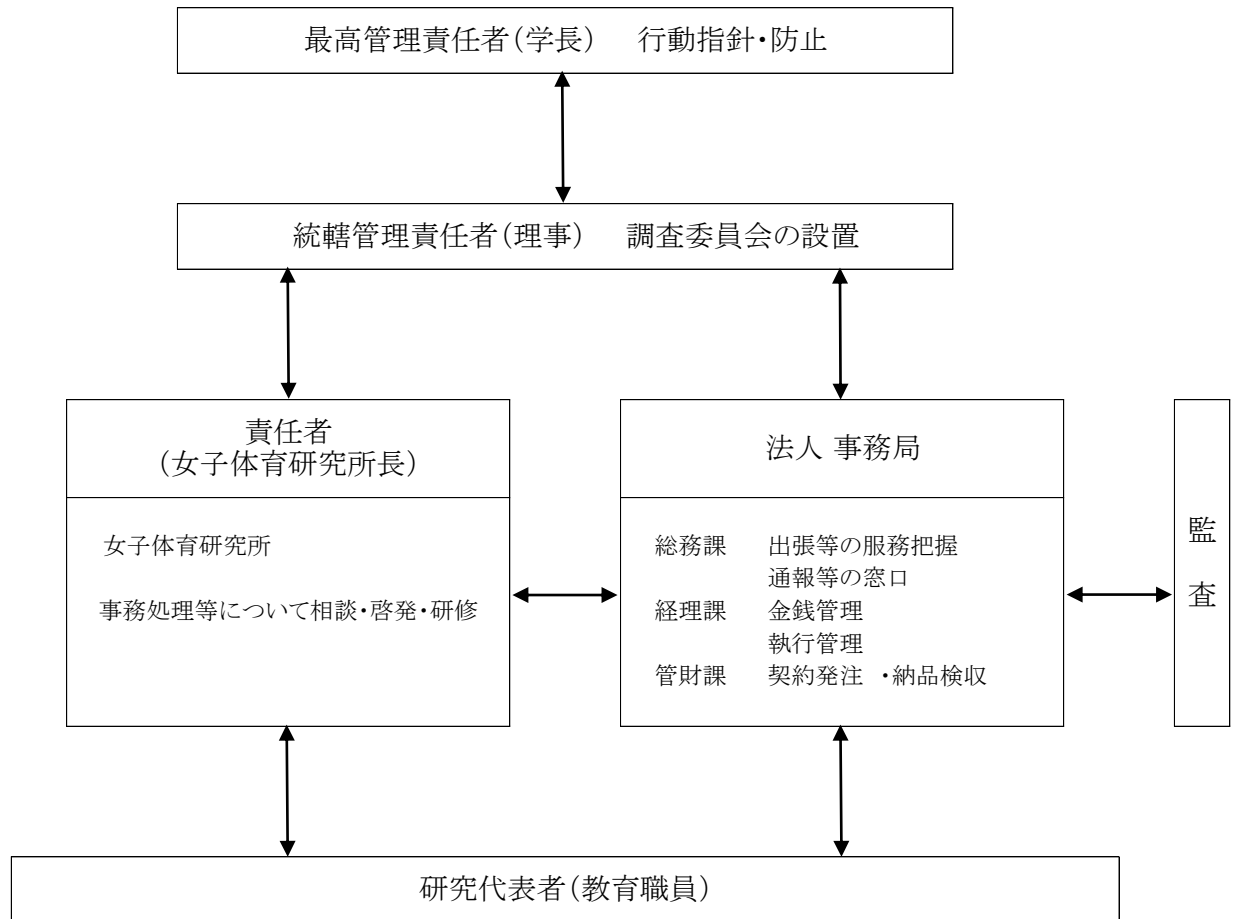 最高管理責任者（学長）　行動指針・防止
統轄管理責任者（理事）　調査委員会の設置
責任者
（女子体育研究所長）
女子体育研究所
事務処理等について相談・啓発・研修
法人 事務局
総務課　出張等の服務把握
通報等の窓口
経理課　金銭管理
執行管理
管財課　契約発注 ・納品検収
監
査
研究代表者（教育職員）